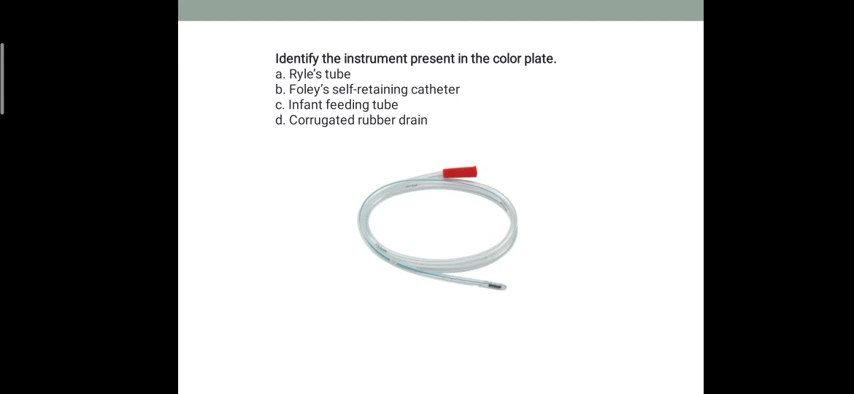 Identify the instrument present in the color plate.
a. Ryle's tube
b. Foley's self-retaining catheter
c. Infant feeding tube
d. Corrugated rubber drain